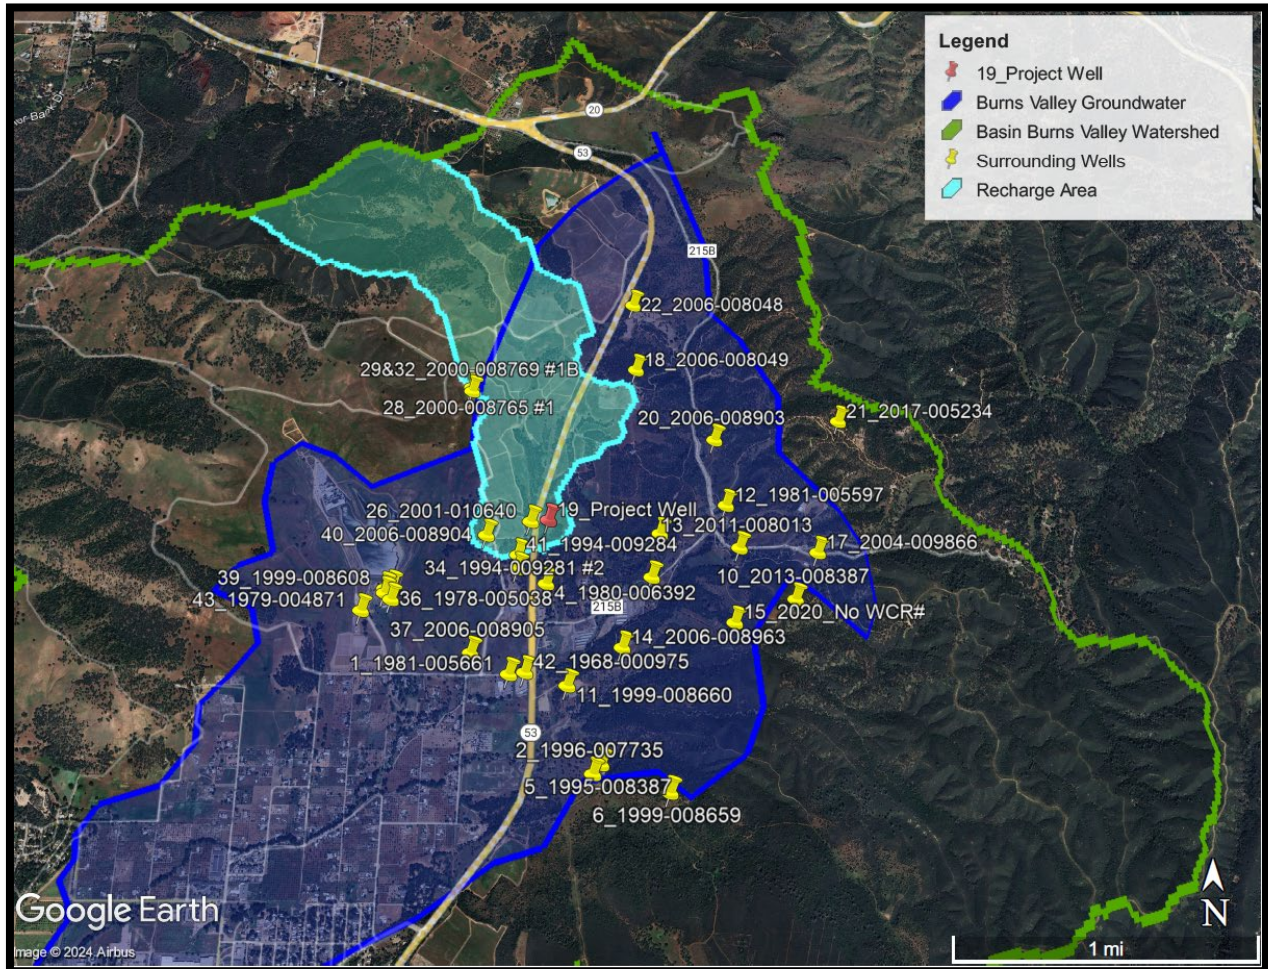 Legend
19_Project Well
Burns Valley Groundwater
Basin Burns Valley Watershed
Surrounding Wells
Recharge Area
20
53
215B
22_2006-008048
29&32_2000-008769 #1B
18_2006-008049
28_2000-008765 #1
20_2006-008903
21_2017-005234
12_1981-005597
26_2001-010640
19_Project Well
40_2006-008904
13_2011-008013
41_1994-009284
17_2004-009866
34_1994-009281 #2
39_1999-008608
10_2013-008387
43_1979-004871
36_1978-005038
4_1980-006392
215B
15_2020_No WCR#
37_2006-008905
14_2006-008963
1_1981-005661
42_1968-000975
11_1999-008660
53
2_1996-007735
5_1995-008387
6_1999-008659
Google Earth
N
Image © 2024 Airbus
1 mi